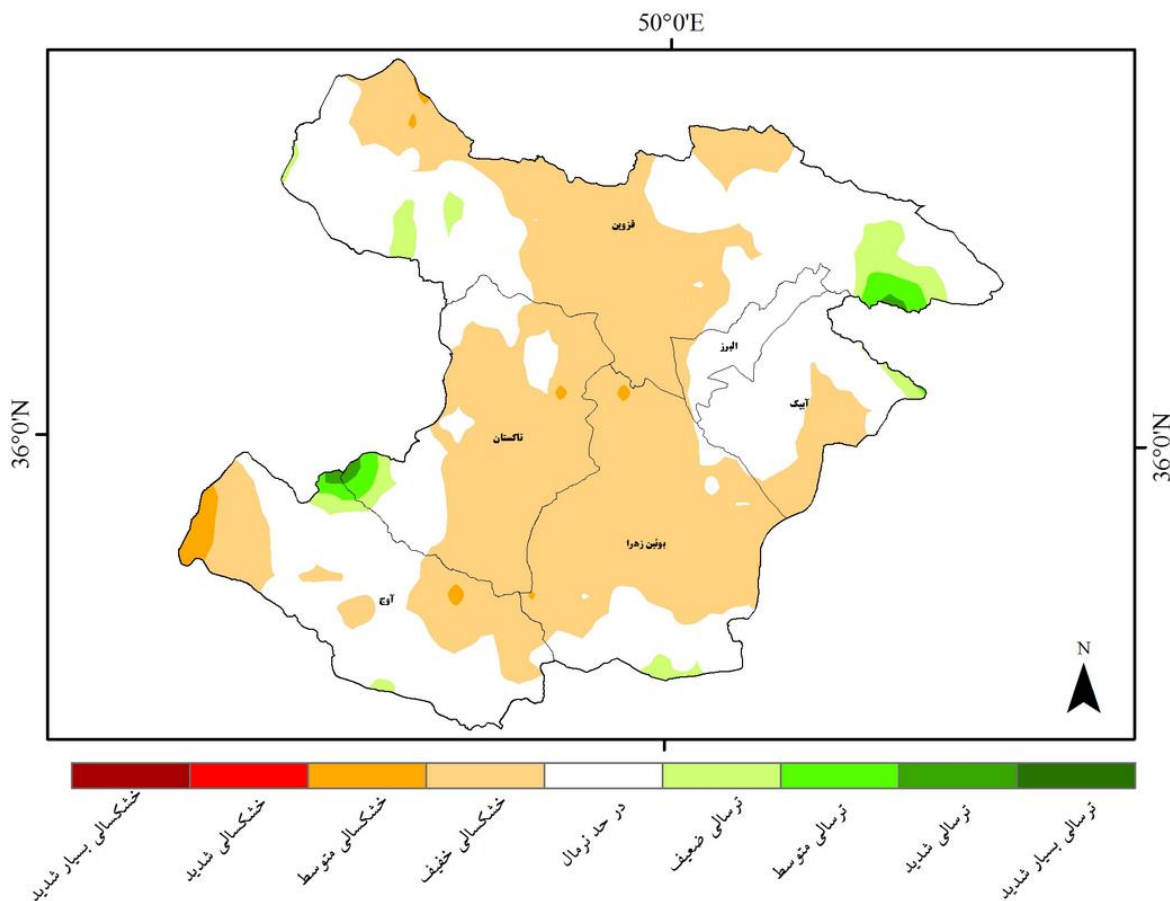 50°0'E
قزوین
البرز
آبیک
36°0'N
36°0'N
تاکستان
بوئین زهرا
آوج
N
خشکسالی بسیار شدید
خشکسالی شدید
خشکسالی متوسط
خشکسالی خفیف
در حد نرمال
ترسالی ضعیف
ترسالی متوسط
ترسالی شدید
ترسالی بسیار شدید